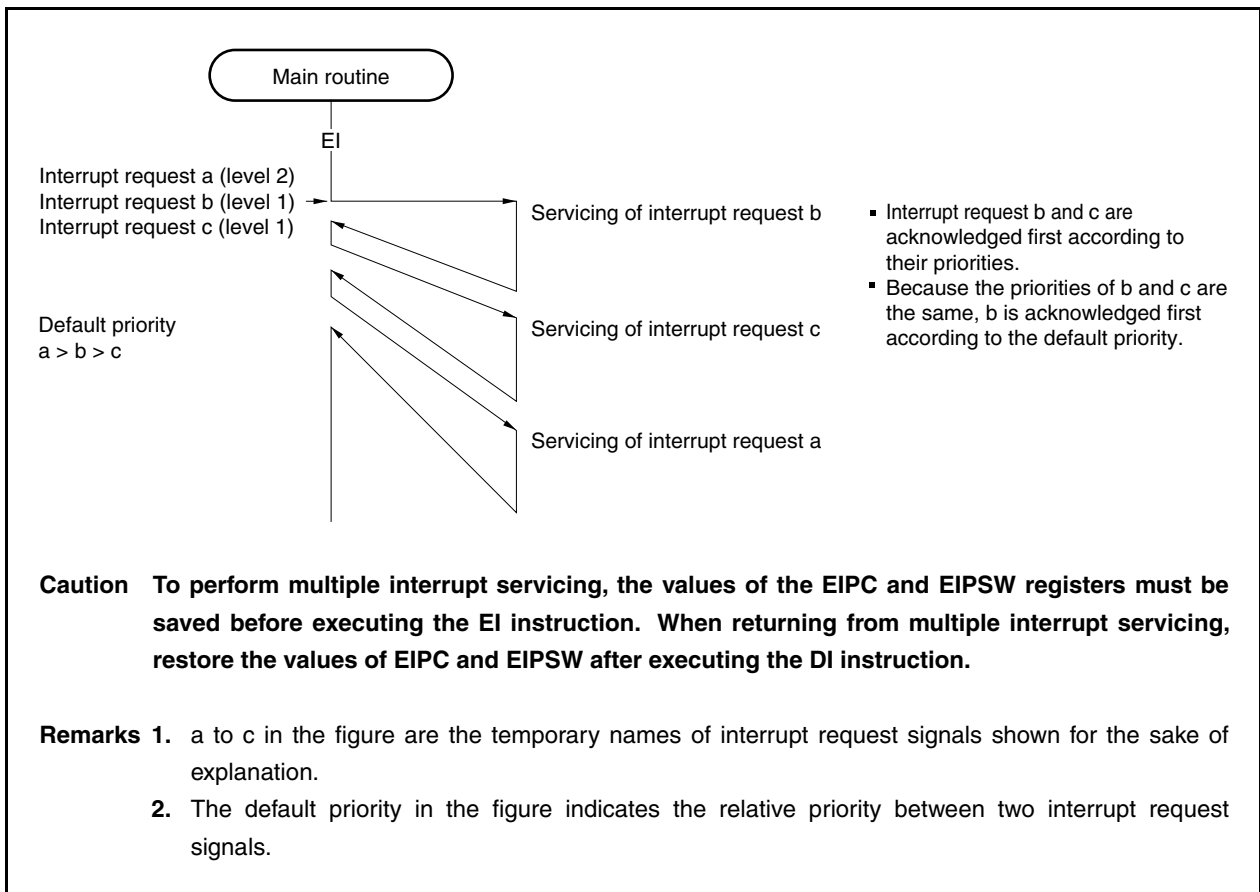 Main routine
EI
Interrupt request a (level 2)
Interrupt request b (level 1)
Interrupt request c (level 1)
Servicing of interrupt request b
▪ Interrupt request b and c are
acknowledged first according to
their priorities.
▪ Because the priorities of b and c are
the same, b is acknowledged first
according to the default priority.
Default priority
a > b > c
Servicing of interrupt request c
Servicing of interrupt request a
Caution To perform multiple interrupt servicing, the values of the EIPC and EIPSW registers must be
saved before executing the EI instruction. When returning from multiple interrupt servicing,
restore the values of EIPC and EIPSW after executing the DI instruction.
Remarks 1. a to c in the figure are the temporary names of interrupt request signals shown for the sake of
explanation.
2. The default priority in the figure indicates the relative priority between two interrupt request
signals.